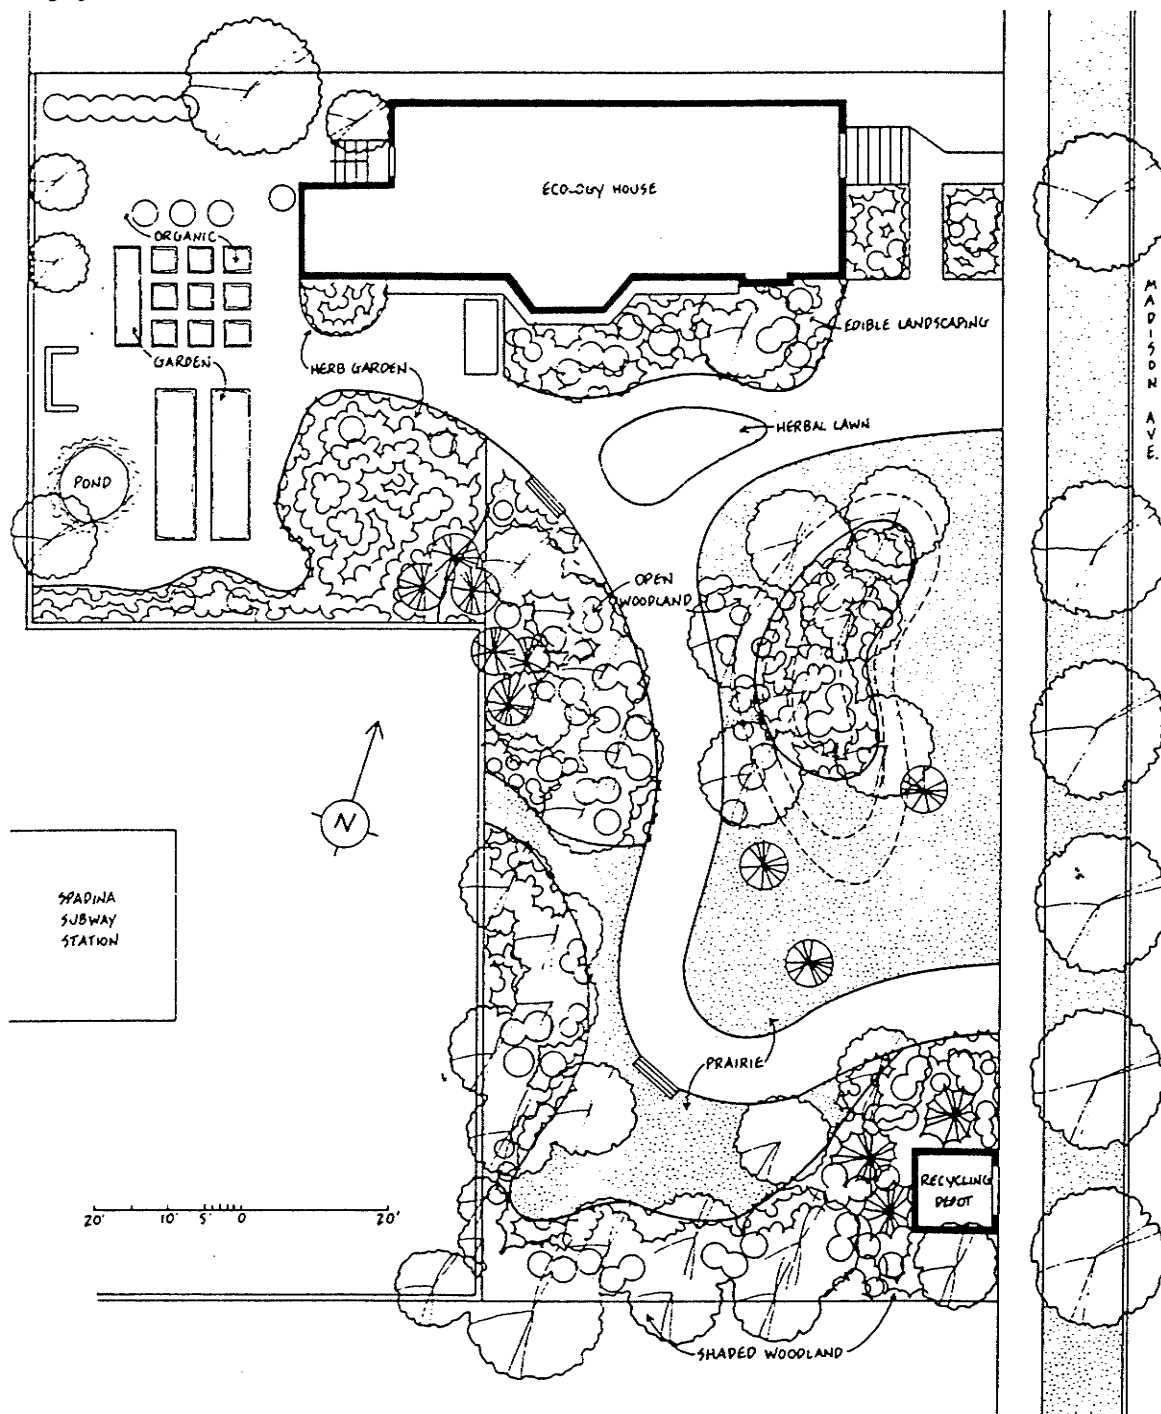 ECOLOGY HOUSE
ORGANIC
GARDEN
HERB GARDEN
EDIBLE LANDSCAPING
MADISON AVE.
HERBAL LAWN
POND
OPEN
WOODLAND
N
SPADINA
SUBWAY
STATION
PRAIRIE
RECYCLING
DEPOT
20' 10' 5' 0 20'
SHADED WOODLAND